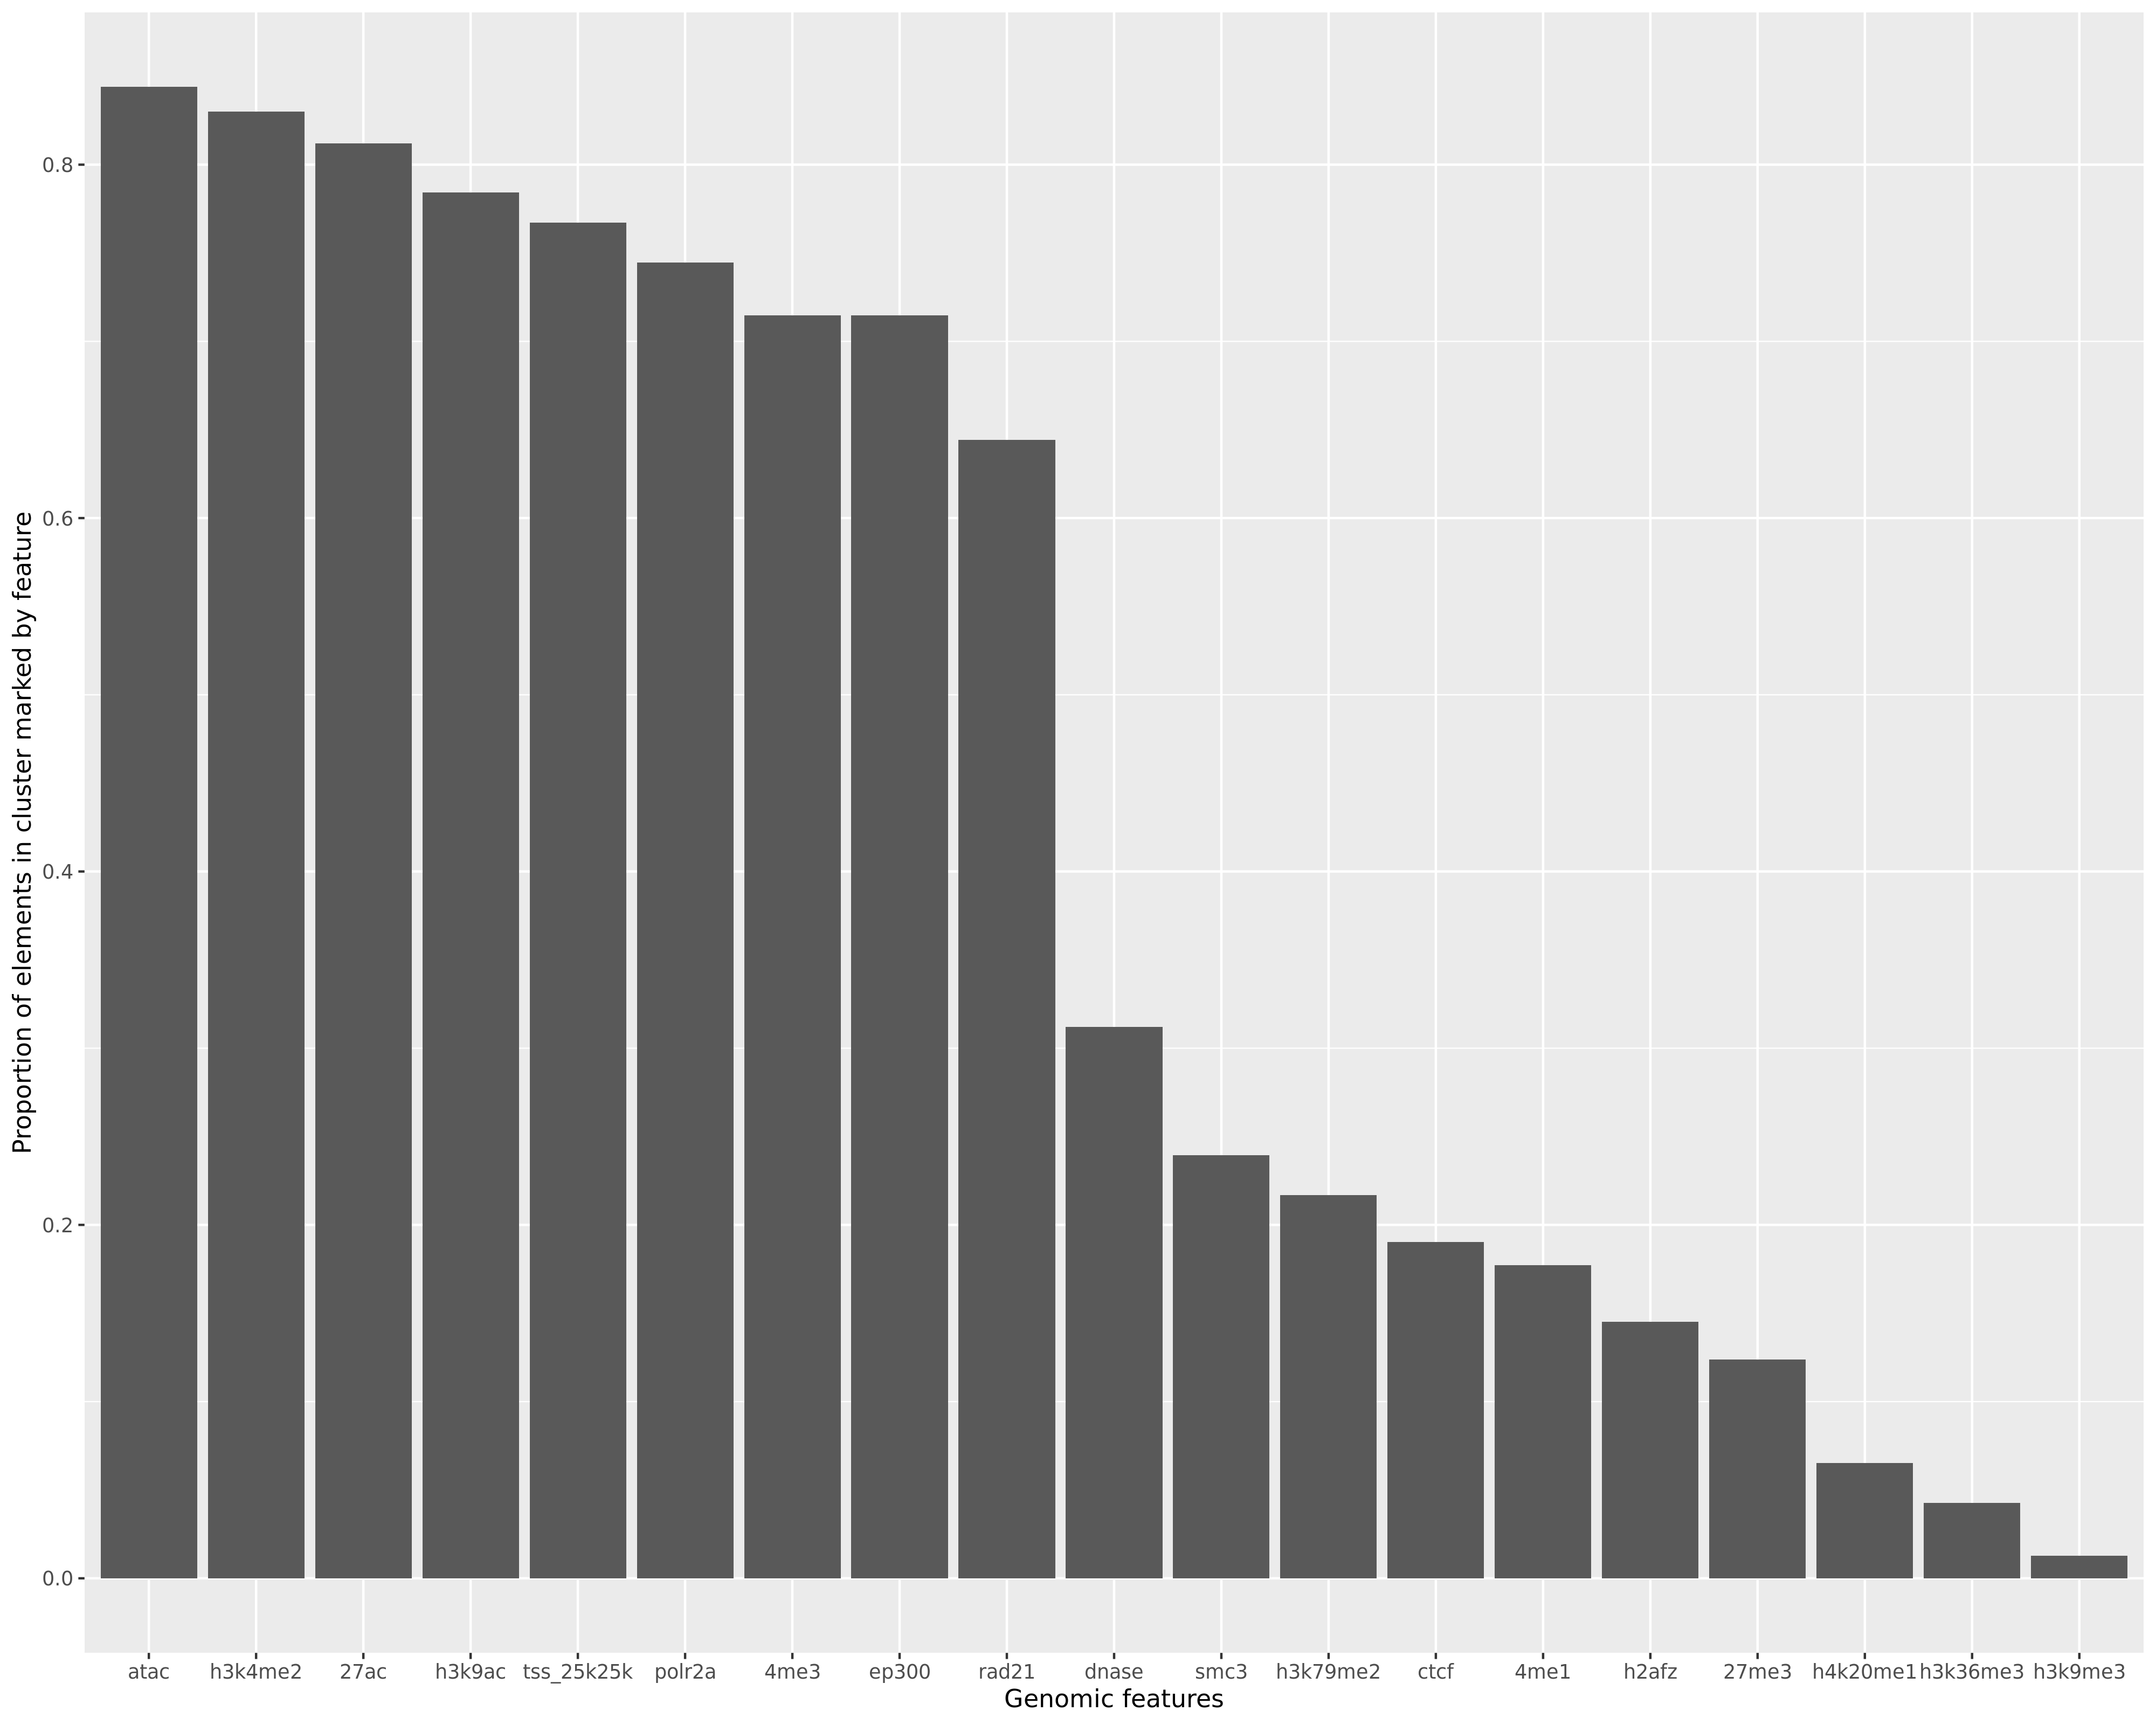 Proportion of elements in cluster marked by feature
0.8
0.6
0.4
0.2
0.0
atac h3k4me2 27ac h3k9ac tss_25k25k polr2a 4me3 ep300 rad21 dnase smc3 h3k79me2 ctcf 4me1 h2afz 27me3 h4k20me1 h3k36me3 h3k9me3
Genomic features